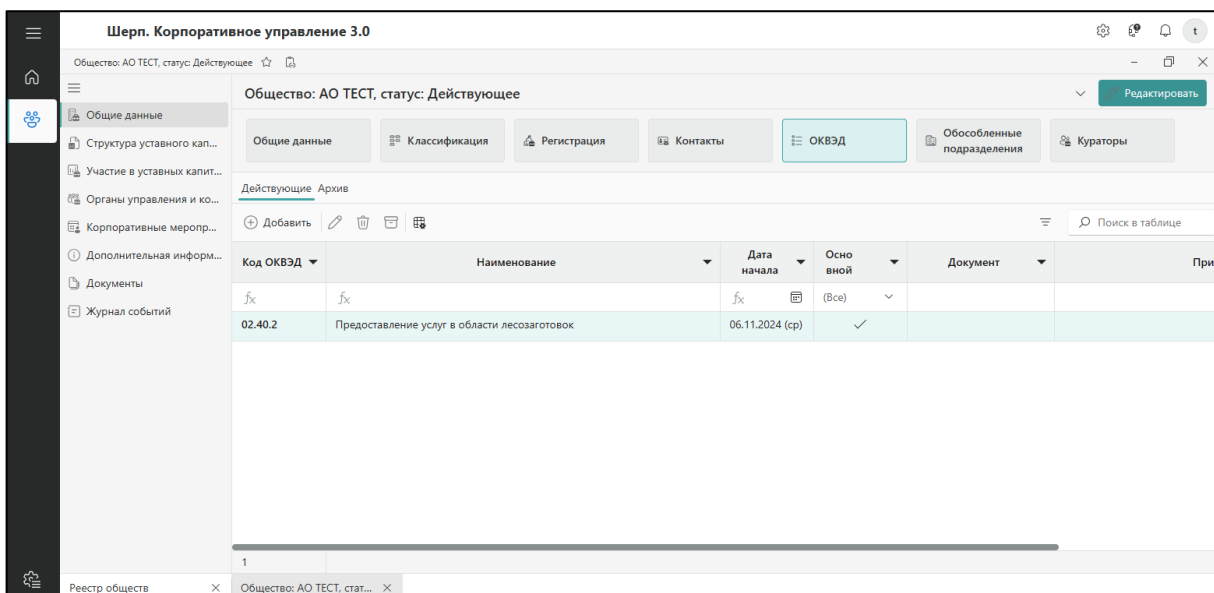 Шерп. Корпоративное управление 3.0
t
Общество: АО ТЕСТ, статус: Действующее
Общие данные
Структура уставного кап...
Участие в уставных капит...
Органы управления и ко...
Корпоративные меропр...
Дополнительная информ...
Документы
Журнал событий
Общество: АО ТЕСТ, статус: Действующее
Редактировать
Общие данные
Классификация
Регистрация
Контакты
ОКВЭД
Обособленные
подразделения
Кураторы
Действующие Архив
Добавить
Поиск в таблице
Код ОКВЭД
Наименование
Дата
начала
Осно
вной
Документ
При
fx
fx
fx
(Все)
02.40.2 Предоставление услуг в области лесозаготовок 06.11.2024 (ср)
1
Реестр обществ
Общество: АО ТЕСТ, стат...